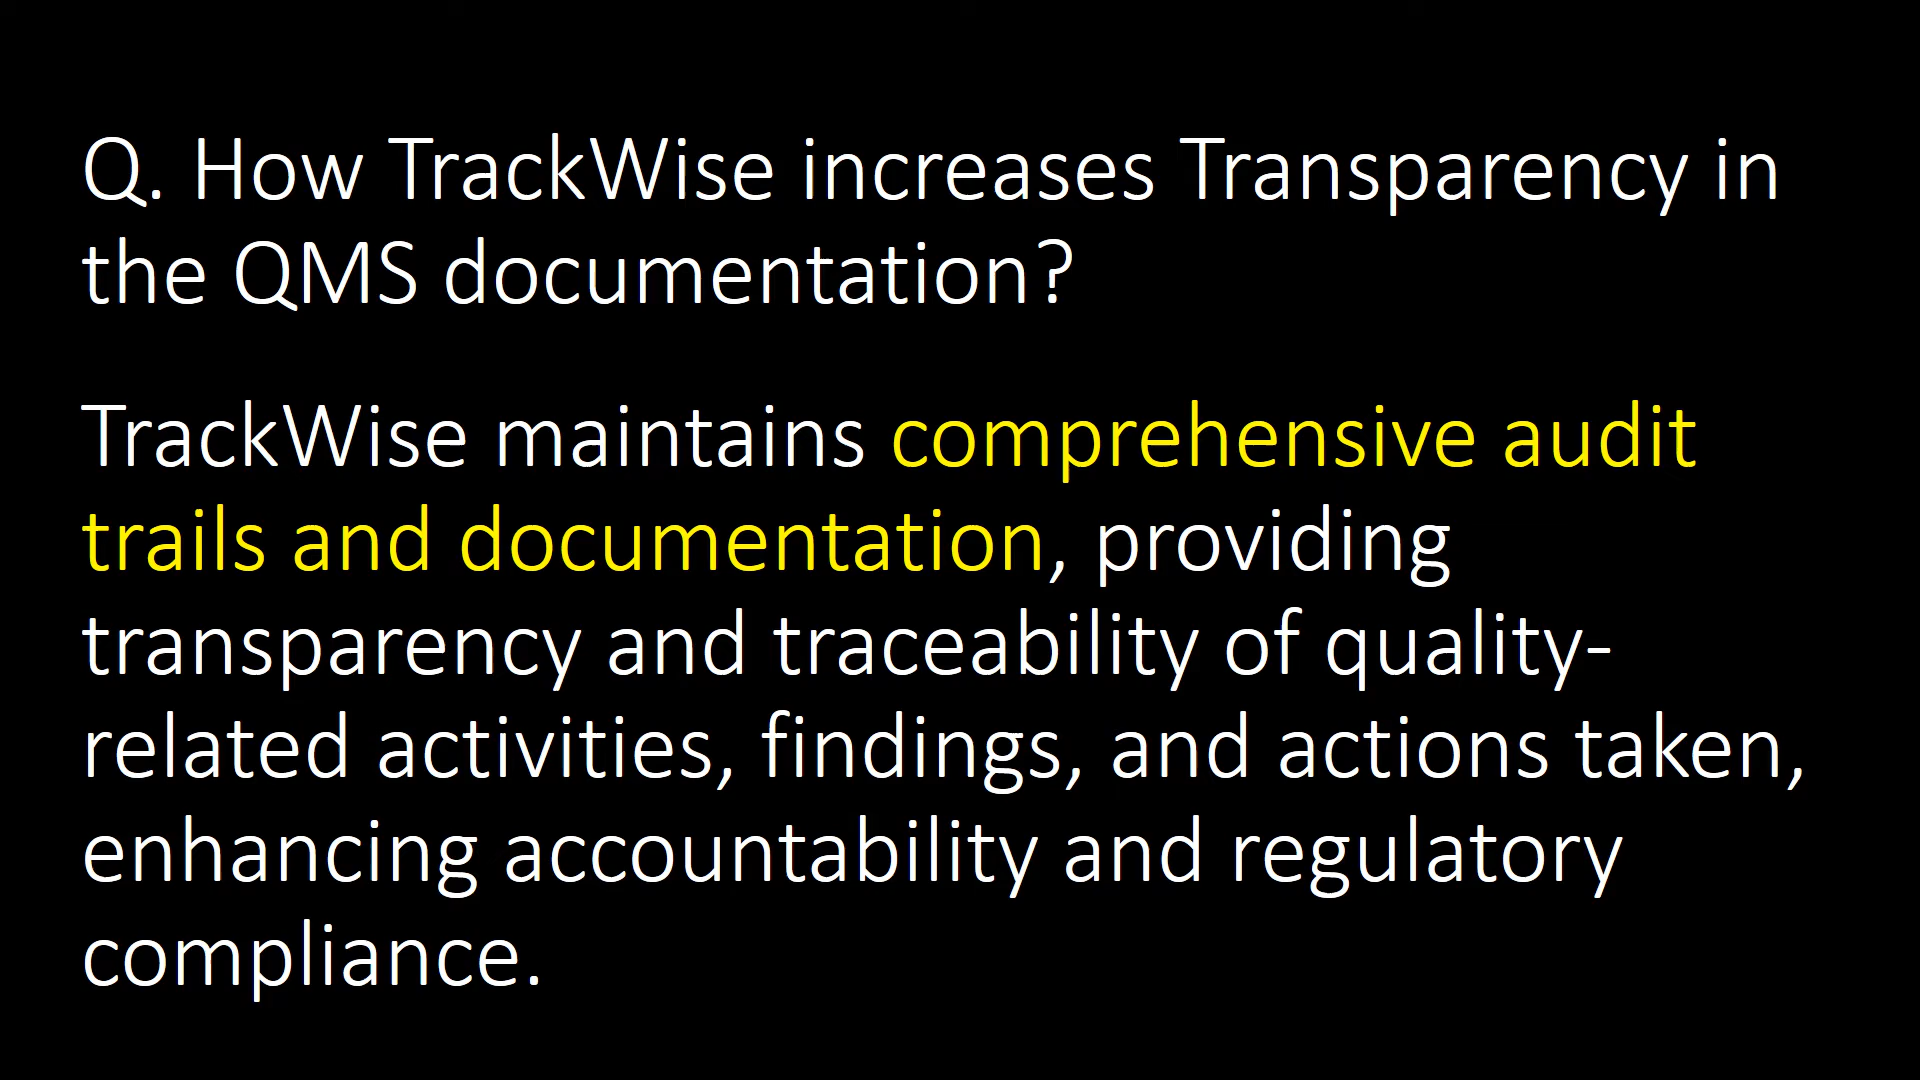 Q. How TrackWise increases Transparency in
the QMS documentation?
TrackWise maintains comprehensive audit
trails and documentation, providing
transparency and traceability of quality-
related activities, findings, and actions taken,
enhancing accountability and regulatory
compliance.